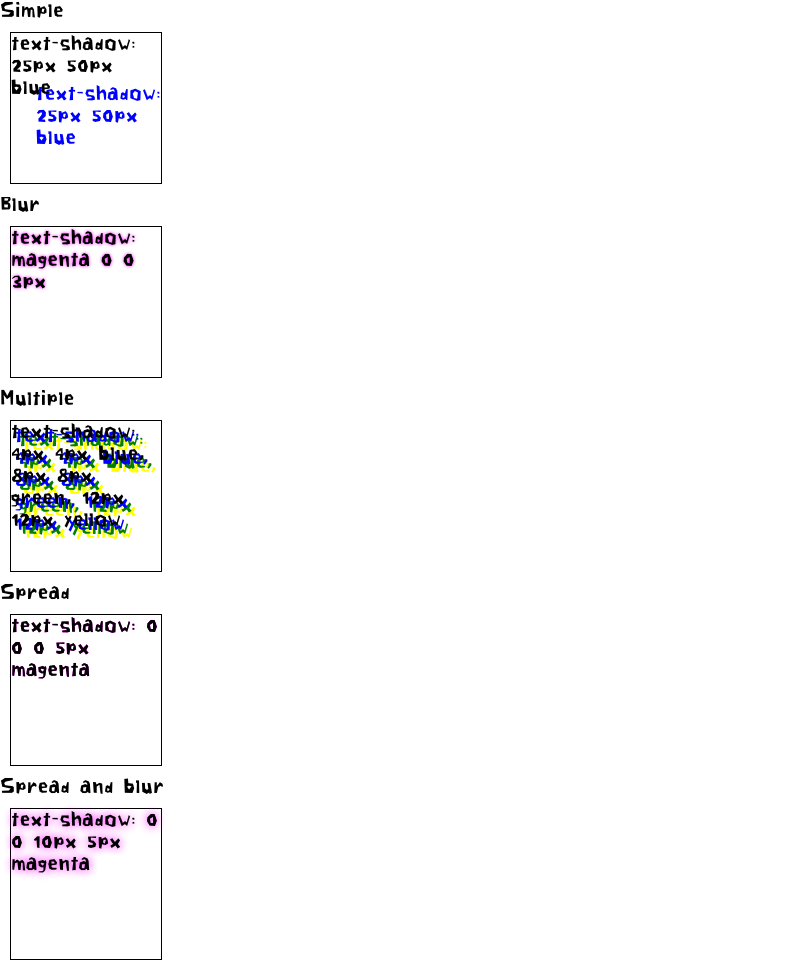 Simple
text-shadow:
25px 50px
blue
text-shadow:
25px 50px
blue
Blur
text-shadow:
magenta 0 0
3px
Multiple
text-shadow:
4px 4px blue,
8px 8px
green, 12px
12px yellow
Spread
text-shadow: 0
0 0 5px
magenta
Spread and blur
text-shadow: 0
0 10px 5px
magenta